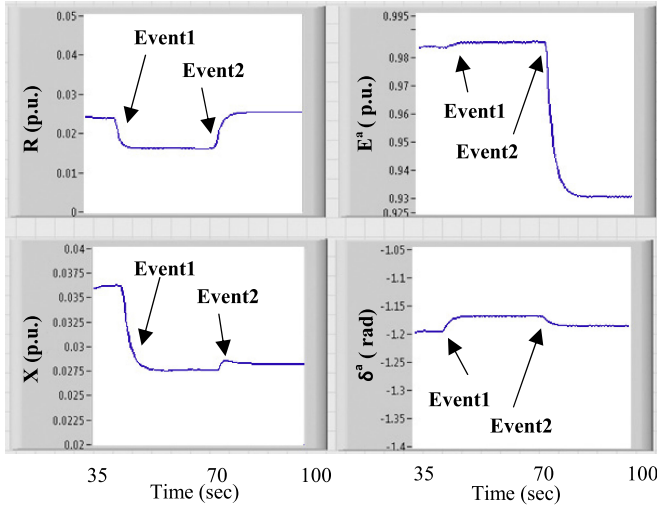 R (p.u.)
0.05
0.04
0.03
0.02
0.01
0
Event1
Event2
Eª ( p.u.)
0.995
0.98
0.97
0.96
0.95
0.94
0.93
0.925
Event1
Event2
X (p.u.)
0.04
0.0375
0.035
0.0325
0.03
0.0275
0.025
0.0225
0.02
Event1
Event2
δª ( rad)
-1.05
-1.1
-1.15
-1.2
-1.25
-1.3
-1.35
-1.4
Event1
Event2
35 70 100
Time (sec)
35 70 100
Time (sec)